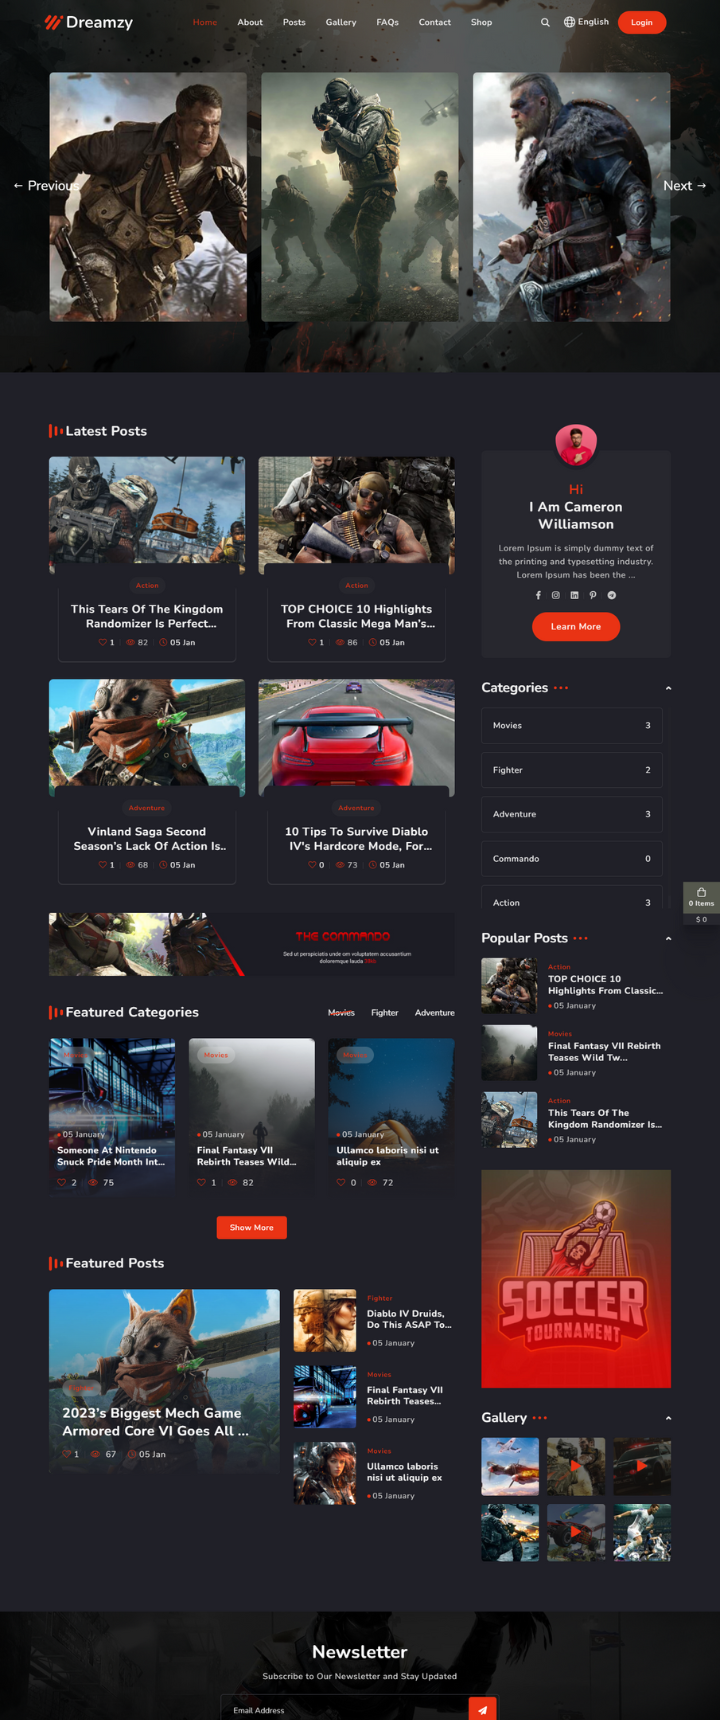 Dreamzy
Home About Posts Gallery FAQs Contact Shop
English
Login
← Previous
Next →
Latest Posts
Action
This Tears Of The Kingdom
Randomizer Is Perfect...
1 82 05 Jan
Action
TOP CHOICE 10 Highlights
From Classic Mega Man's...
1 86 05 Jan
Adventure
Vinland Saga Second
Season's Lack Of Action Is..
1 68 05 Jan
Adventure
10 Tips To Survive Diablo
IV's Hardcore Mode, For...
0 73 05 Jan
THE COMMANDO
Sed ut perspiciatis unde om voluptatem accusantium
doloremque lauda
Featured Categories
Movies Fighter Adventure
Movies
05 January
Someone At Nintendo
Snuck Pride Month Int...
2 75
Movies
05 January
Final Fantasy VII
Rebirth Teases Wild...
1 82
Movies
05 January
Ullamco laboris nisi ut
aliquip ex
0 72
Show More
Featured Posts
2023's Biggest Mech Game
Armored Core VI Goes All ...
1 67 05 Jan
Fighter
Diablo IV Druids,
Do This ASAP To...
05 January
Movies
Final Fantasy VII
Rebirth Teases...
05 January
Movies
Ullamco laboris
nisi ut aliquip ex
05 January
Hi
I Am Cameron
Williamson
Lorem Ipsum is simply dummy text of
the printing and typesetting industry.
Lorem Ipsum has been the ...
Learn More
Categories
Movies 3
Fighter 2
Adventure 3
Commando 0
Action 3
0 Items
$ 0
Popular Posts
Action
TOP CHOICE 10
Highlights From Classic...
05 January
Movies
Final Fantasy VII Rebirth
Teases Wild Tw...
05 January
Action
This Tears Of The
Kingdom Randomizer Is...
05 January
SOCCER
TOURNAMENT
Gallery
Newsletter
Subscribe to Our Newsletter and Stay Updated
Email Address